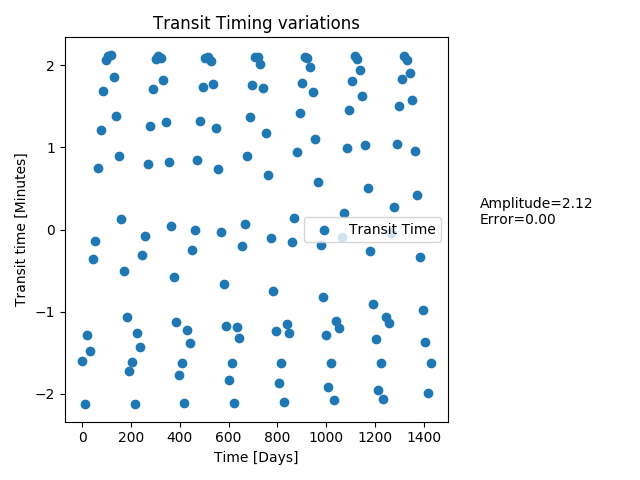 Transit Timing variations
Transit time [Minutes]
2
1
0
−1
−2
Transit Time
Amplitude=2.12
Error=0.00
0 200 400 600 800 1000 1200 1400
Time [Days]